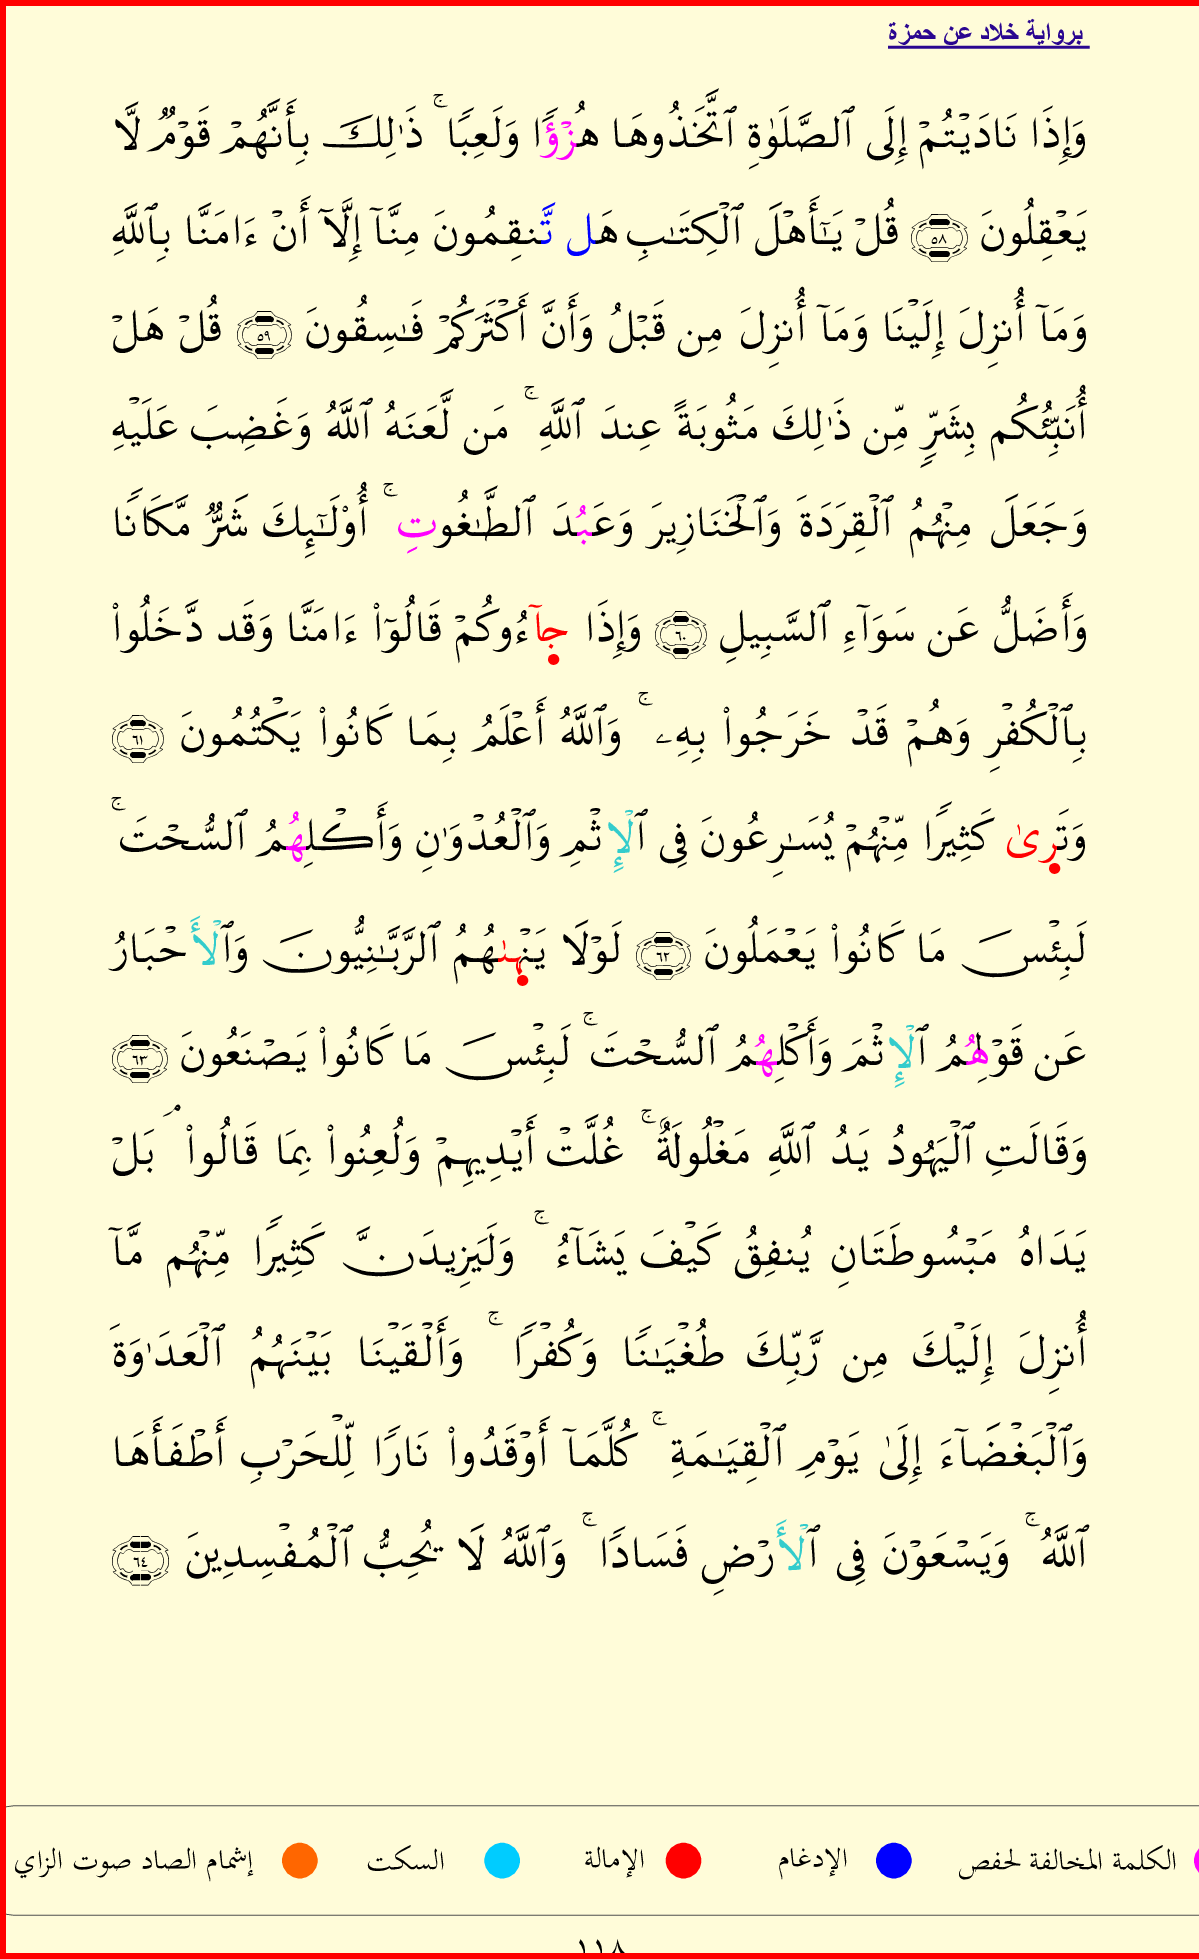 برواية خلاد عن حمزة
وَإِذَا نَادَيْتُمْ إِلَى ٱلصَّلَوٰةِ ٱتَّخَذُوهَا هُزْؤًا وَلَعِبًا ۚ ذَٰلِكَ بِأَنَّهُمْ قَوْمٌ لَّا
يَعْقِلُونَ ٥٨ قُلْ يَـٰٓأَهْلَ ٱلْكِتَـٰبِ هَل تَّنقِمُونَ مِنَّآ إِلَّآ أَنْ ءَامَنَّا بِٱللَّهِ
وَمَآ أُنزِلَ إِلَيْنَا وَمَآ أُنزِلَ مِن قَبْلُ وَأَنَّ أَكْثَرَكُمْ فَـٰسِقُونَ ٥٩ قُلْ هَلْ
أُنَبِّئُكُم بِشَرٍّ مِّن ذَٰلِكَ مَثُوبَةً عِندَ ٱللَّهِ ۚ مَن لَّعَنَهُ ٱللَّهُ وَغَضِبَ عَلَيْهِ
وَجَعَلَ مِنْهُمُ ٱلْقِرَدَةَ وَٱلْخَنَازِيرَ وَعَبُدَ ٱلطَّـٰغُوتِ ۚ أُوْلَـٰٓئِكَ شَرٌّ مَّكَانًا
وَأَضَلُّ عَن سَوَآءِ ٱلسَّبِيلِ ٦٠ وَإِذَا جَآءُوكُمْ قَالُوٓاْ ءَامَنَّا وَقَد دَّخَلُواْ
بِٱلْكُفْرِ وَهُمْ قَدْ خَرَجُواْ بِهِۦ ۚ وَٱللَّهُ أَعْلَمُ بِمَا كَانُواْ يَكْتُمُونَ ٦١
وَتَرِىٰ كَثِيرًا مِّنْهُمْ يُسَـٰرِعُونَ فِى ٱلْإِثْمِ وَٱلْعُدْوَٰنِ وَأَكْلِهُمُ ٱلسُّحْتَ ۚ
لَبِئْسَ مَا كَانُواْ يَعْمَلُونَ ٦٢ لَوْلَا يَنْهَـٰهُمُ ٱلرَّبَّـٰنِيُّونَ وَٱلْأَحْبَارُ
عَن قَوْلِهُمُ ٱلْإِثْمَ وَأَكْلِهُمُ ٱلسُّحْتَ ۚ لَبِئْسَ مَا كَانُواْ يَصْنَعُونَ ٦٣
وَقَالَتِ ٱلْيَهُودُ يَدُ ٱللَّهِ مَغْلُولَةٌ ۚ غُلَّتْ أَيْدِيهِمْ وَلُعِنُواْ بِمَا قَالُواْ ۘ بَلْ
يَدَاهُ مَبْسُوطَتَانِ يُنفِقُ كَيْفَ يَشَآءُ ۚ وَلَيَزِيدَنَّ كَثِيرًا مِّنْهُم مَّآ
أُنزِلَ إِلَيْكَ مِن رَّبِّكَ طُغْيَـٰنًا وَكُفْرًا ۚ وَأَلْقَيْنَا بَيْنَهُمُ ٱلْعَدَٰوَةَ
وَٱلْبَغْضَآءَ إِلَىٰ يَوْمِ ٱلْقِيَـٰمَةِ ۚ كُلَّمَآ أَوْقَدُواْ نَارًا لِّلْحَرْبِ أَطْفَأَهَا
ٱللَّهُ ۚ وَيَسْعَوْنَ فِى ٱلْأَرْضِ فَسَادًا ۚ وَٱللَّهُ لَا يُحِبُّ ٱلْمُفْسِدِينَ ٦٤
الكلمة المخالفة لحفص الإدغام الإمالة السكت إشمام الصاد صوت الزاي
١١٨